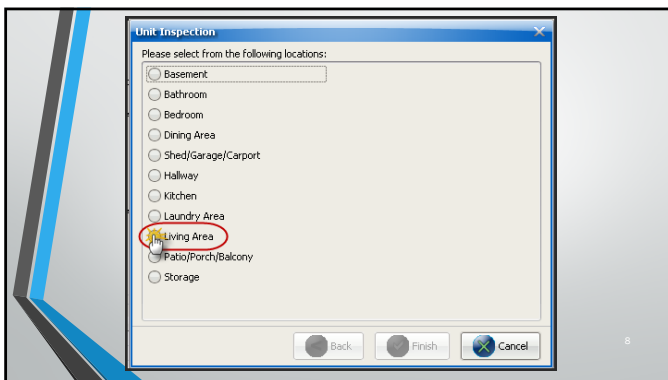 Unit Inspection
Please select from the following locations:
Basement
Bathroom
Bedroom
Dining Area
Shed/Garage/Carport
Hallway
Kitchen
Laundry Area
Living Area
Patio/Porch/Balcony
Storage
Back
Finish
Cancel
8